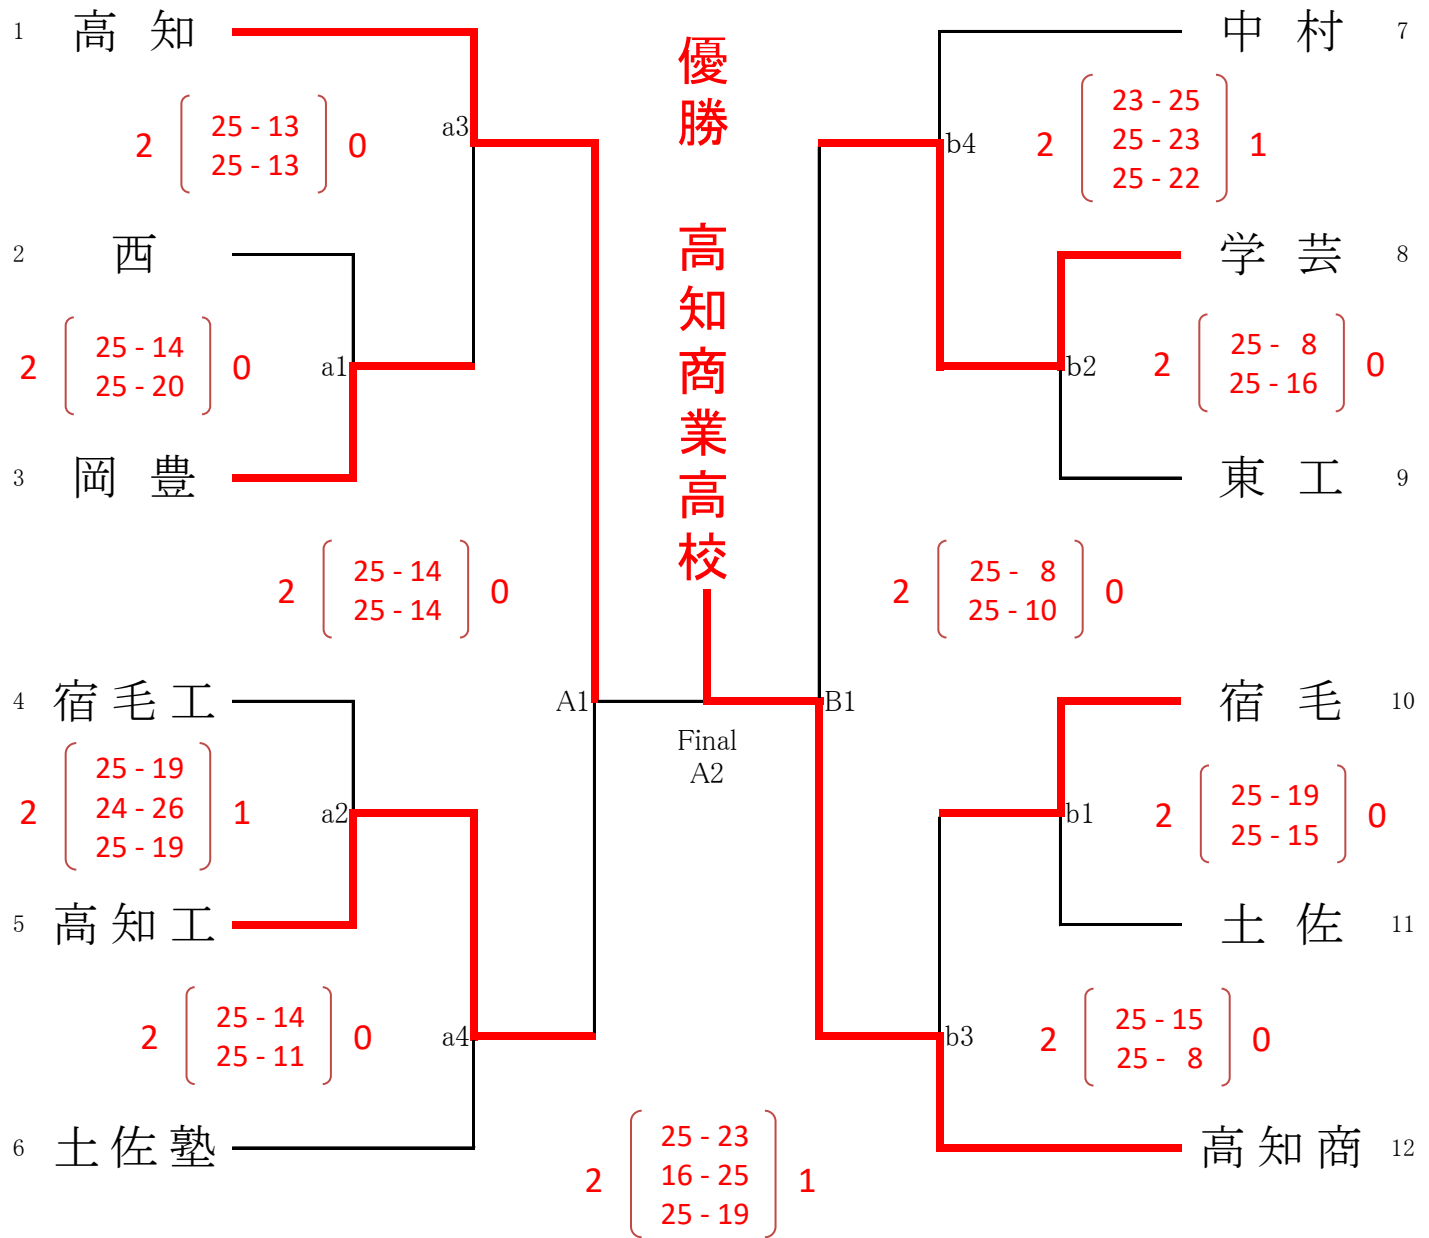 1 高知
2 [ 25 - 13 25 - 13 ] 0
a3
2 西
2 [ 25 - 14 25 - 20 ] 0
a1
3 岡豊
2 [ 25 - 14 25 - 14 ] 0
4 宿毛工
2 [ 25 - 19 24 - 26 25 - 19 ] 1
a2
5 高知工
2 [ 25 - 14 25 - 11 ] 0
a4
6 土佐塾
A1
優勝 高知商業高校
Final
A2
2 [ 25 - 23 16 - 25 25 - 19 ] 1
中村 7
b4
2 [ 23 - 25 25 - 23 25 - 22 ] 1
学芸 8
b2
2 [ 25 - 8 25 - 16 ] 0
東工 9
2 [ 25 - 8 25 - 10 ] 0
B1
宿毛 10
b1
2 [ 25 - 19 25 - 15 ] 0
土佐 11
b3
2 [ 25 - 15 25 - 8 ] 0
高知商 12